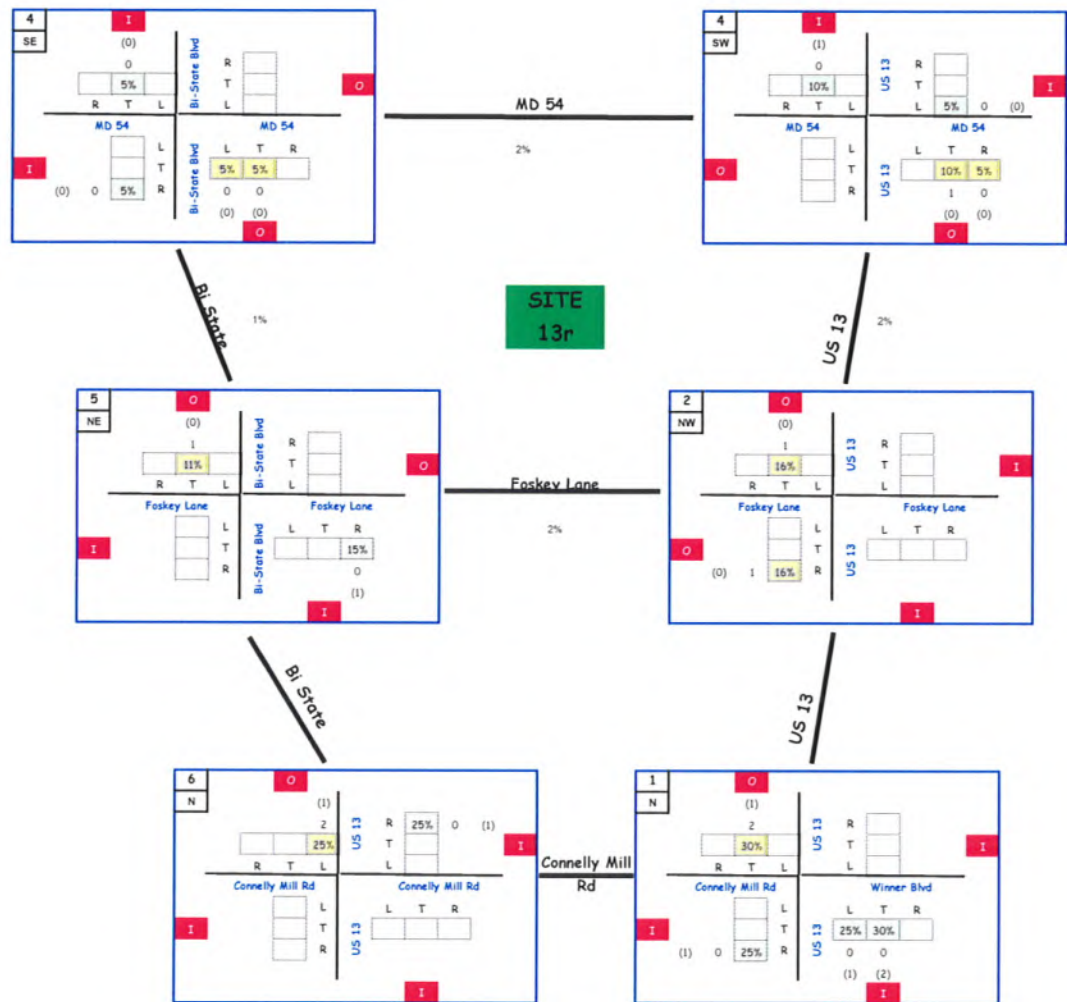 4
SE
I
(0)
0
5%
R T L
Bi-State Blvd
R
T
L
O
MD 54
MD 54
I
L
T
(0) 0 5% R
Bi-State Blvd
L T R
5% 5%
0 0
(0) (0)
O
MD 54
2%
4
SW
I
(1)
0
10%
R T L
US 13
R
T
L 5% 0 (0)
I
MD 54
MD 54
O
L
T
R
US 13
L T R
10% 5%
1 0
(0) (0)
O
Bi State
1%
SITE
13r
US 13
2%
5
NE
O
(0)
1
11%
R T L
Bi-State Blvd
R
T
L
O
Foskey Lane
Foskey Lane
I
L
T
R
Bi-State Blvd
L T R
15%
0
(1)
I
Foskey Lane
2%
2
NW
O
(0)
1
16%
R T L
US 13
R
T
L
I
Foskey Lane
Foskey Lane
O
L
T
(0) 1 16% R
US 13
L T R
I
Bi State
US 13
6
N
O
(1)
2
25%
R T L
US 13
R 25% 0 (1)
T
L
I
Connelly Mill Rd
Connelly Mill Rd
I
L
T
R
US 13
L T R
I
Connelly Mill
Rd
1
N
O
(1)
2
30%
R T L
US 13
R
T
L
I
Connelly Mill Rd
Winner Blvd
I
L
T
(1) 0 25% R
US 13
L T R
25% 30%
0 0
(1) (2)
I